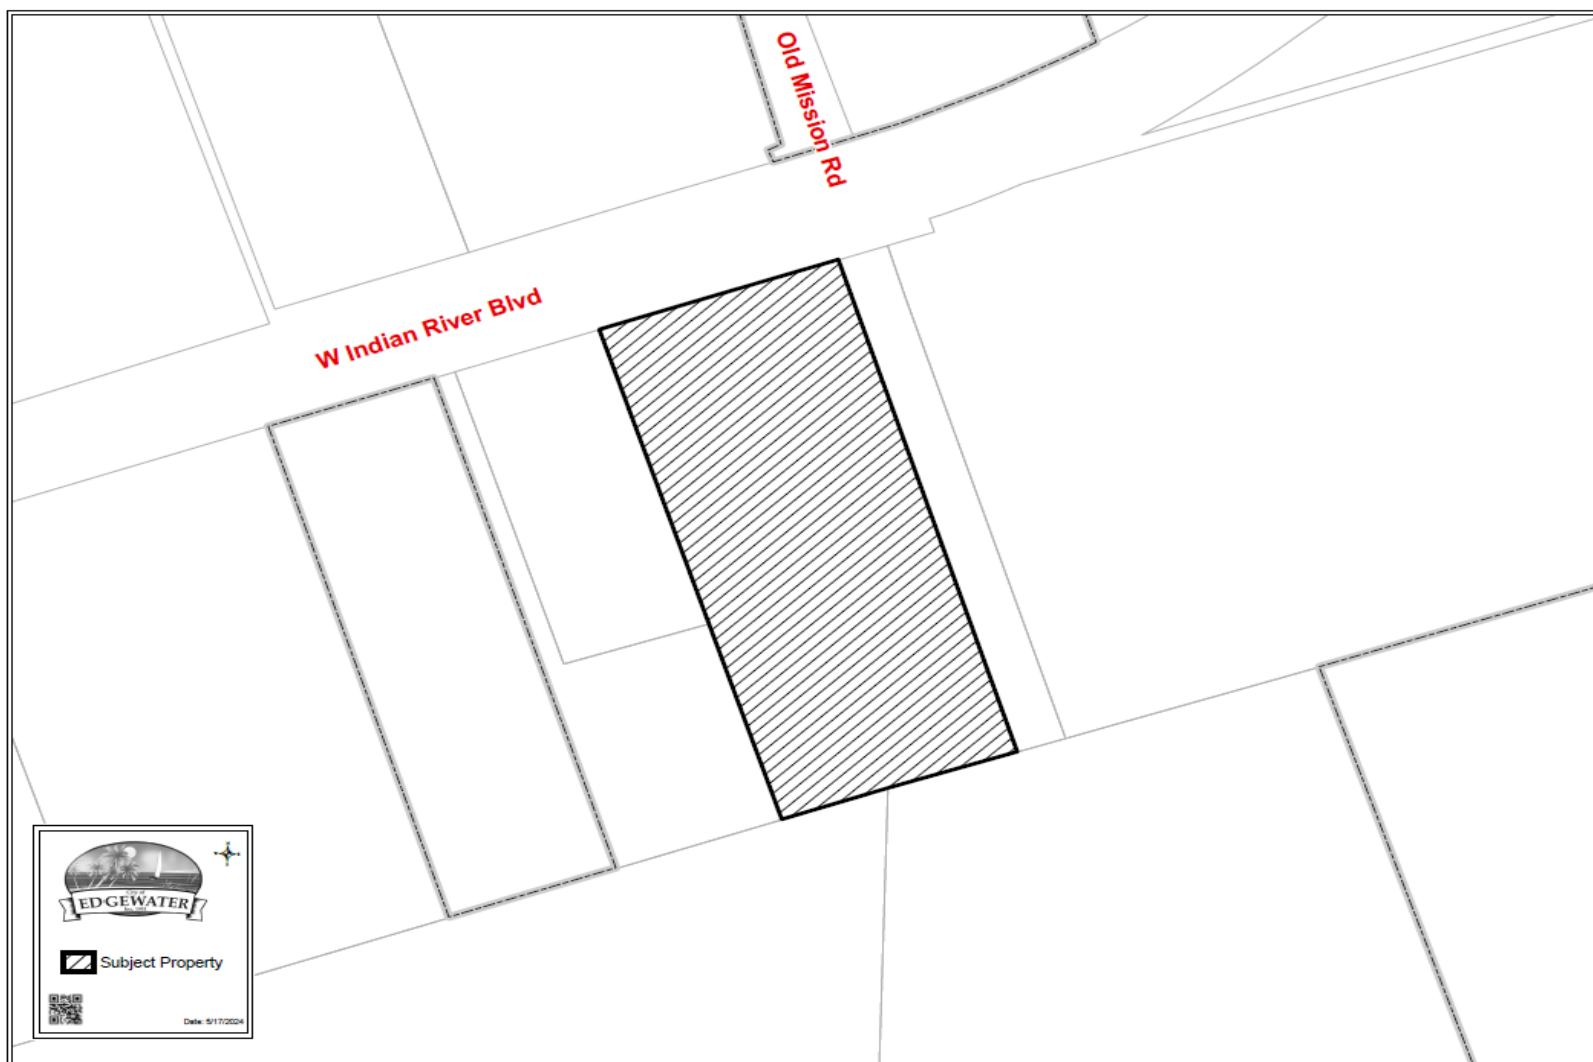 Old Mission Rd
W Indian River Blvd
City of
EDGEWATER
Subject Property
Date: 5/17/2024